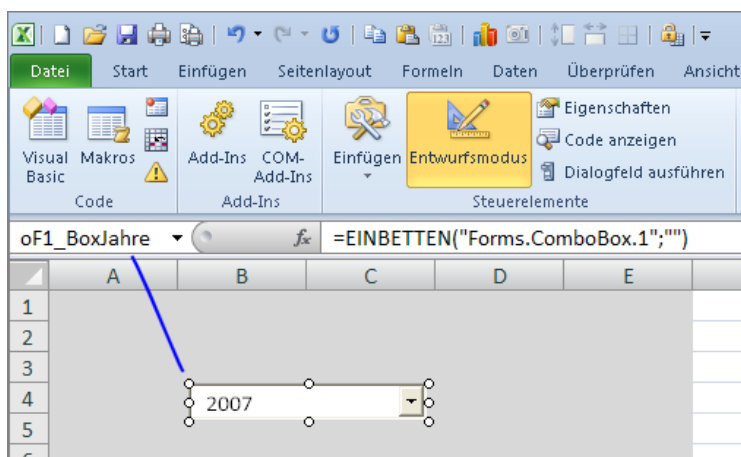 Datei Start Einfügen Seitenlayout Formeln Daten Überprüfen Ansicht
Visual Basic
Makros
Code
Add-Ins
COM-Add-Ins
Add-Ins
Einfügen
Entwurfsmodus
Eigenschaften
Code anzeigen
Dialogfeld ausführen
Steuerelemente
oF1_BoxJahre fx =EINBETTEN("Forms.ComboBox.1";"")
A B C D E
1
2
3
4 2007
5